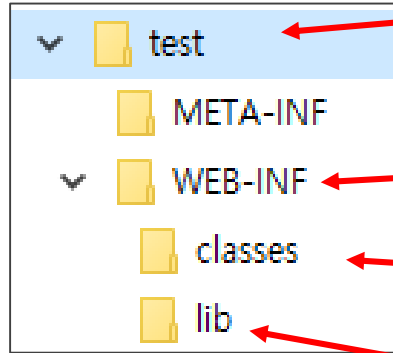 test
META-INF
WEB-INF
classes
lib